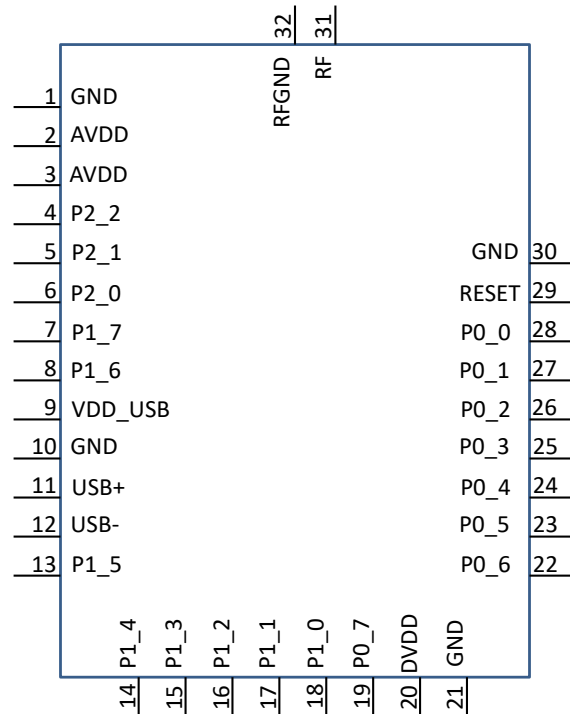 32 31
RFGND RF
1 GND
2 AVDD
3 AVDD
4 P2_2
5 P2_1
6 P2_0
7 P1_7
8 P1_6
9 VDD_USB
10 GND
11 USB+
12 USB-
13 P1_5
GND 30
RESET 29
P0_0 28
P0_1 27
P0_2 26
P0_3 25
P0_4 24
P0_5 23
P0_6 22
P1_4 P1_3 P1_2 P1_1 P1_0 P0_7 DVDD GND
14 15 16 17 18 19 20 21